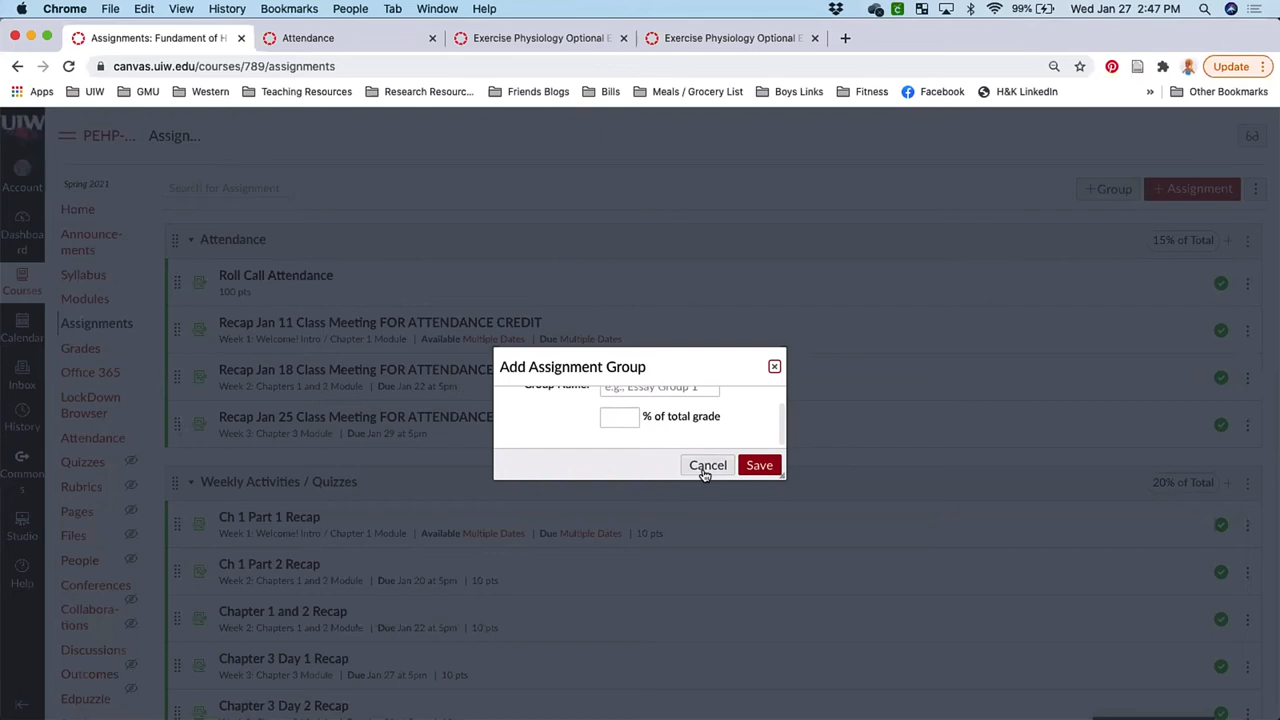 Chrome File Edit View History Bookmarks People Tab Window Help 99% Wed Jan 27 2:47 PM
Assignments: Fundament of H Attendance Exercise Physiology Optional E Exercise Physiology Optional E
canvas.uiw.edu/courses/789/assignments Update
Apps UIW GMU Western Teaching Resources Research Resourc... Friends Blogs Bills Meals / Grocery List Boys Links Fitness Facebook H&K LinkedIn » Other Bookmarks
UIW PEHP-... Assign...
Account
Dashboa
rd
Courses
Calendar
Inbox
History
Common
s
Studio
Help
Spring 2021
Home
Announce-
ments
Syllabus
Modules
Assignments
Grades
Office 365
LockDown
Browser
Attendance
Quizzes
Rubrics
Pages
Files
People
Conferences
Collabora-
tions
Discussions
Outcomes
Edpuzzle
Search for Assignment + Group + Assignment
Attendance 15% of Total +
Roll Call Attendance
100 pts
Recap Jan 11 Class Meeting FOR ATTENDANCE CREDIT
Week 1: Welcome! Intro / Chapter 1 Module | Available Multiple Dates | Due Multiple Dates
Recap Jan 18 Class Meeting FOR ATTENDANCE
Week 2: Chapters 1 and 2 Module | Due Jan 22 at 5pm
Recap Jan 25 Class Meeting FOR ATTENDANCE
Week 3: Chapter 3 Module | Due Jan 29 at 5pm
Add Assignment Group
Group Name: e.g., Essay Group 1
% of total grade
Cancel Save
Weekly Activities / Quizzes 20% of Total +
Ch 1 Part 1 Recap
Week 1: Welcome! Intro / Chapter 1 Module | Available Multiple Dates | Due Multiple Dates | 10 pts
Ch 1 Part 2 Recap
Week 2: Chapters 1 and 2 Module | Due Jan 20 at 5pm | 10 pts
Chapter 1 and 2 Recap
Week 2: Chapters 1 and 2 Module | Due Jan 22 at 5pm | 10 pts
Chapter 3 Day 1 Recap
Week 3: Chapter 3 Module | Due Jan 27 at 5pm | 10 pts
Chapter 3 Day 2 Recap